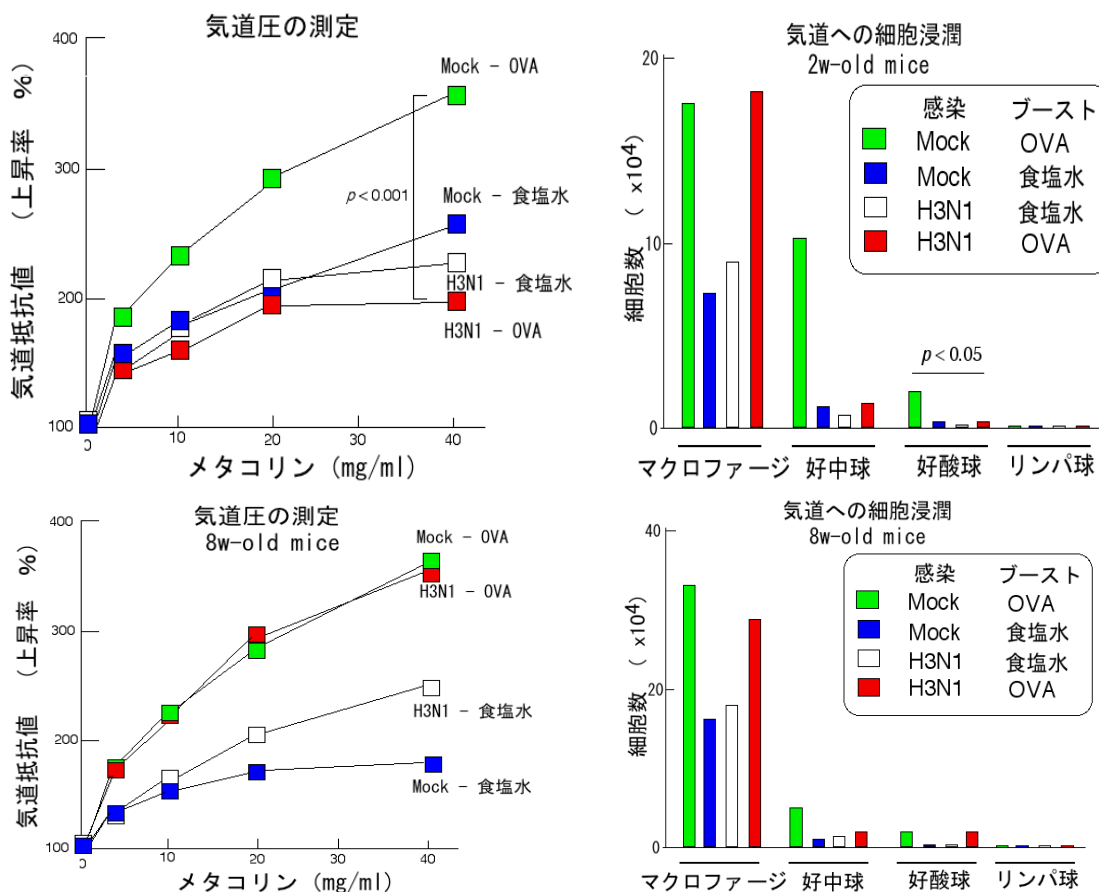 気道圧の測定
気道抵抗値 (上昇率 %)
400
300
200
100
0
10
20
30
40
メタコリン (mg/ml)
Mock - OVA
p<0.001
Mock - 食塩水
H3N1 - 食塩水
H3N1 - OVA
気道への細胞浸潤
2w-old mice
細胞数 ( x10⁴)
20
10
0
感染 ブースト
Mock OVA
Mock 食塩水
H3N1 食塩水
H3N1 OVA
p<0.05
マクロファージ 好中球 好酸球 リンパ球
気道圧の測定
8w-old mice
気道抵抗値 (上昇率 %)
400
300
200
100
0
10
20
30
40
メタコリン (mg/ml)
Mock - OVA
H3N1 - OVA
H3N1 - 食塩水
Mock - 食塩水
気道への細胞浸潤
8w-old mice
細胞数 ( x10⁴)
40
20
0
感染 ブースト
Mock OVA
Mock 食塩水
H3N1 食塩水
H3N1 OVA
マクロファージ 好中球 好酸球 リンパ球